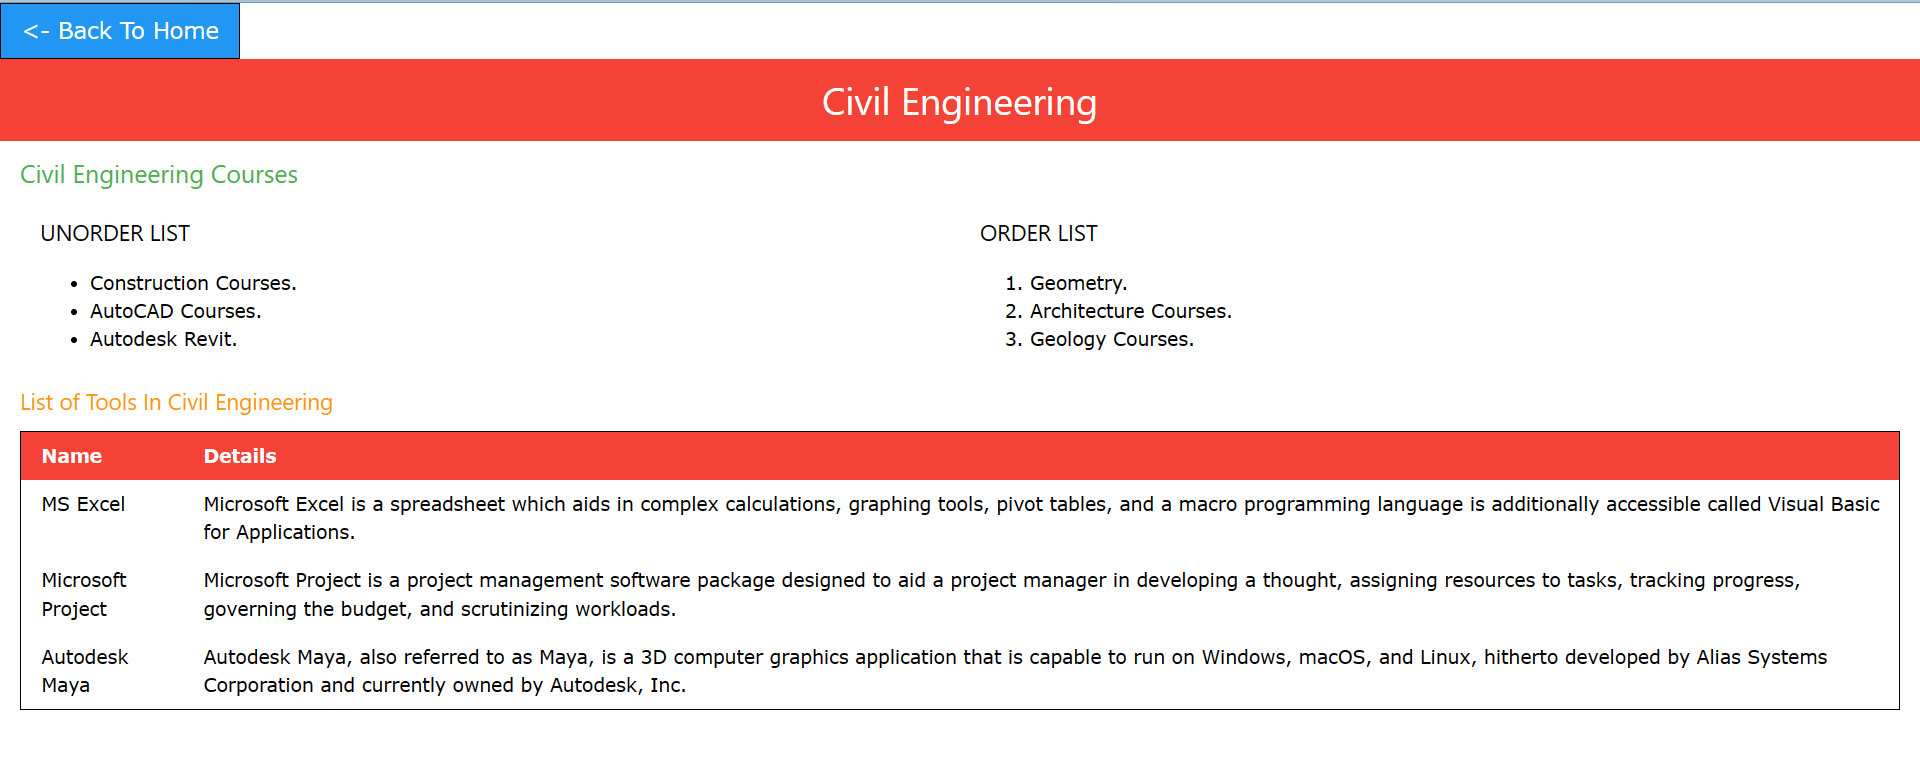 <- Back To Home
Civil Engineering
Civil Engineering Courses
UNORDER LIST
• Construction Courses.
• AutoCAD Courses.
• Autodesk Revit.
ORDER LIST
1. Geometry.
2. Architecture Courses.
3. Geology Courses.
List of Tools In Civil Engineering
Name Details
MS Excel Microsoft Excel is a spreadsheet which aids in complex calculations, graphing tools, pivot tables, and a macro programming language is additionally accessible called Visual Basic
for Applications.
Microsoft Microsoft Project is a project management software package designed to aid a project manager in developing a thought, assigning resources to tasks, tracking progress,
Project governing the budget, and scrutinizing workloads.
Autodesk Autodesk Maya, also referred to as Maya, is a 3D computer graphics application that is capable to run on Windows, macOS, and Linux, hitherto developed by Alias Systems
Maya Corporation and currently owned by Autodesk, Inc.